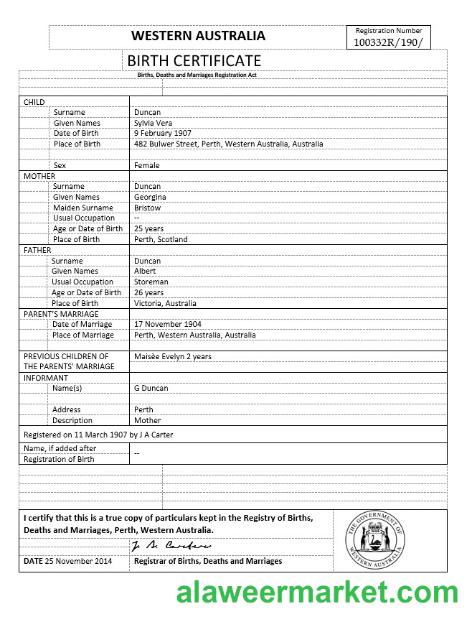 WESTERN AUSTRALIA
Registration Number
100332R/190/
BIRTH CERTIFICATE
Births, Deaths and Marriages Registration Act
CHILD
Surname Duncan
Given Names Sylvia Vera
Date of Birth 9 February 1907
Place of Birth 482 Bulwer Street, Perth, Western Australia, Australia
Sex Female
MOTHER
Surname Duncan
Given Names Georgina
Maiden Surname Bristow
Usual Occupation --
Age or Date of Birth 25 years
Place of Birth Perth, Scotland
FATHER
Surname Duncan
Given Names Albert
Usual Occupation Storeman
Age or Date of Birth 26 years
Place of Birth Victoria, Australia
PARENT'S MARRIAGE
Date of Marriage 17 November 1904
Place of Marriage Perth, Western Australia, Australia
PREVIOUS CHILDREN OF Maisèe Evelyn 2 years
THE PARENTS' MARRIAGE
INFORMANT
Name(s) G Duncan
Address Perth
Description Mother
Registered on 11 March 1907 by J A Carter
Name, if added after --
Registration of Birth
I certify that this is a true copy of particulars kept in the Registry of Births,
Deaths and Marriages, Perth, Western Australia.
DATE 25 November 2014 Registrar of Births, Deaths and Marriages
THE GOVERNMENT OF
WESTERN AUSTRALIA
alaweermarket.com